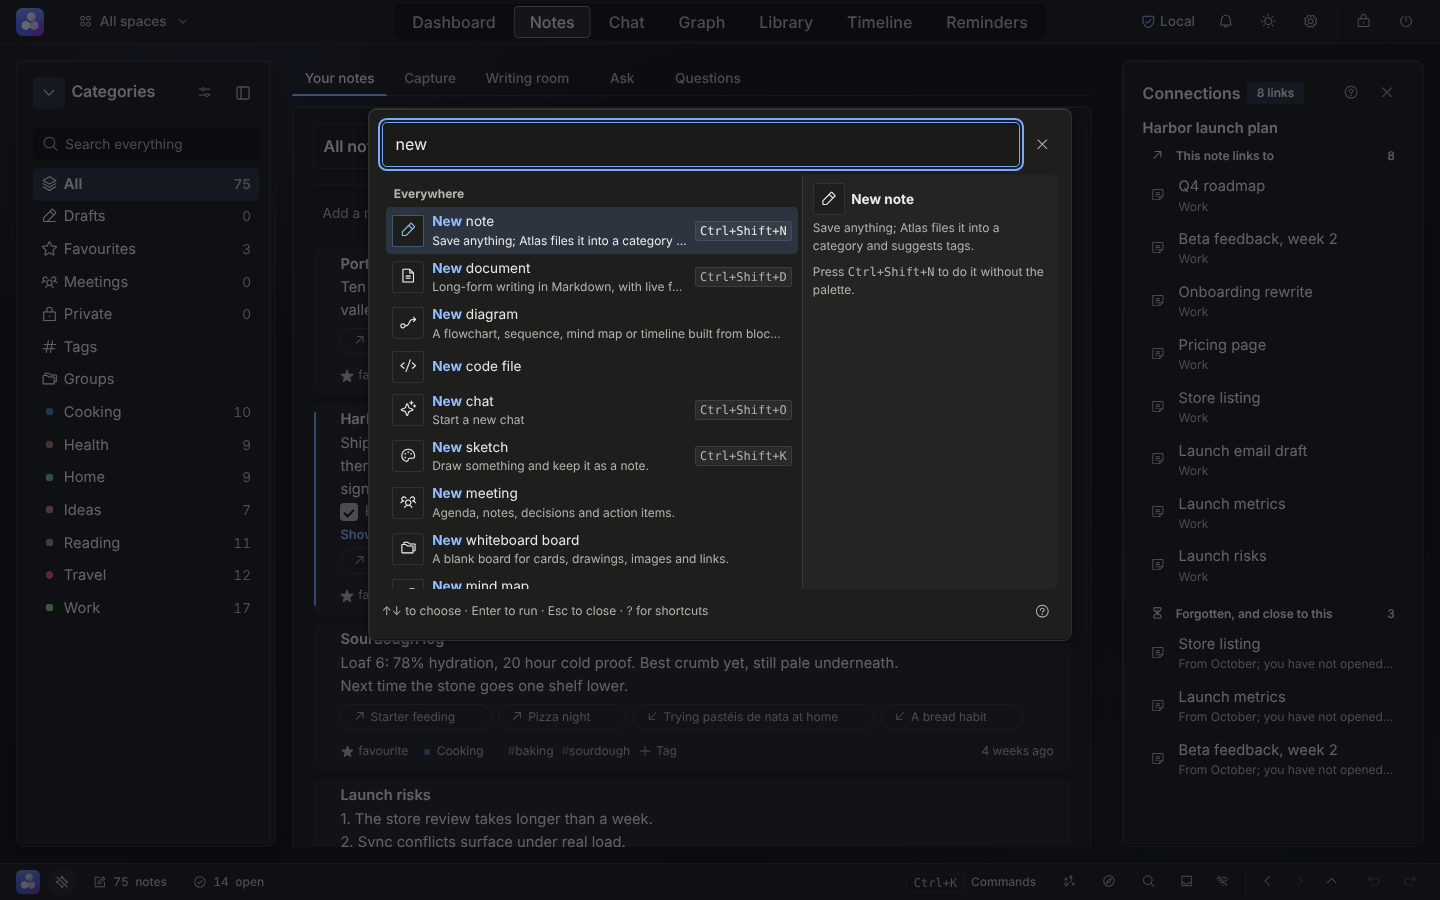 All spaces
Dashboard
Notes
Chat
Graph
Library
Timeline
Reminders
Local
Categories
Search everything
All 75
Drafts 0
Favourites 3
Meetings 0
Private 0
Tags
Groups
Cooking 10
Health 9
Home 9
Ideas 7
Reading 11
Travel 12
Work 17
Your notes
Capture
Writing room
Ask
Questions
new
Everywhere
New note
Save anything; Atlas files it into a category ...
Ctrl+Shift+N
New document
Long-form writing in Markdown, with live f...
Ctrl+Shift+D
New diagram
A flowchart, sequence, mind map or timeline built from bloc...
New code file
New chat
Start a new chat
Ctrl+Shift+O
New sketch
Draw something and keep it as a note.
Ctrl+Shift+K
New meeting
Agenda, notes, decisions and action items.
New whiteboard board
A blank board for cards, drawings, images and links.
New mind map
New note
Save anything; Atlas files it into a
category and suggests tags.
Press Ctrl+Shift+N to do it without the
palette.
↑↓ to choose · Enter to run · Esc to close · ? for shortcuts
Ten
Loaf 6: 78% hydration, 20 hour cold proof. Best crumb yet, still pale underneath.
Next time the stone goes one shelf lower.
Starter feeding
Pizza night
Trying pastéis de nata at home
A bread habit
favourite
Cooking
#baking #sourdough
Tag
4 weeks ago
Launch risks
1. The store review takes longer than a week.
2. Sync conflicts surface under real load.
Connections
8 links
Harbor launch plan
This note links to 8
Q4 roadmap
Work
Beta feedback, week 2
Work
Onboarding rewrite
Work
Pricing page
Work
Store listing
Work
Launch email draft
Work
Launch metrics
Work
Launch risks
Work
Forgotten, and close to this 3
Store listing
From October; you have not opened...
Launch metrics
From October; you have not opened...
Beta feedback, week 2
From October; you have not opened...
75 notes
14 open
Ctrl+K Commands